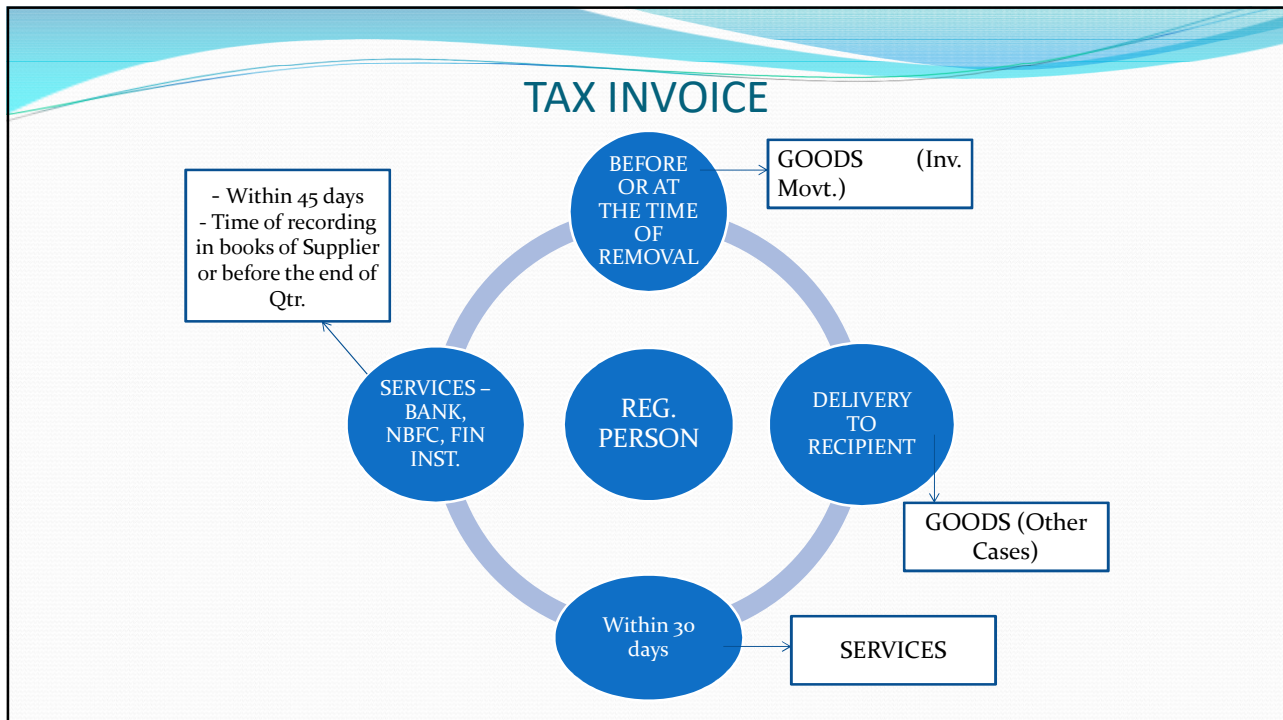 TAX INVOICE
BEFORE
OR AT
THE TIME
OF
REMOVAL
GOODS (Inv.
Movt.)
- Within 45 days
- Time of recording
in books of Supplier
or before the end of
Qtr.
SERVICES –
BANK,
NBFC, FIN
INST.
REG.
PERSON
DELIVERY
TO
RECIPIENT
GOODS (Other
Cases)
Within 30
days
SERVICES